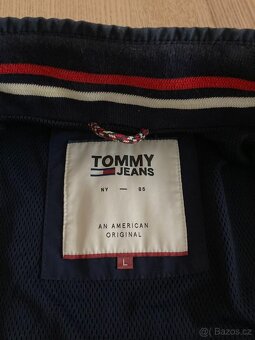 TOMMY
JEANS
NY — 85
AN AMERICAN
ORIGINAL
L
bazos.cz